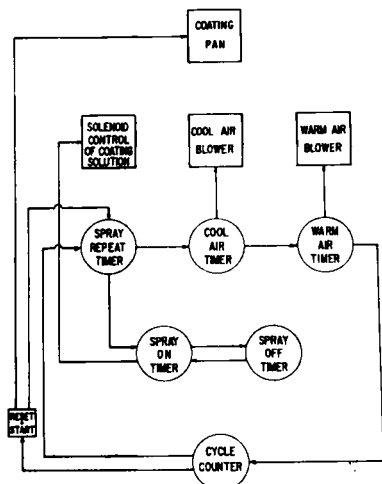 COATING
PAN
SOLENOID
CONTROL
OF COATING
SOLUTION
COOL AIR
BLOWER
WARM AIR
BLOWER
SPRAY
REPEAT
TIMER
COOL
AIR
TIMER
WARM
AIR
TIMER
SPRAY
ON
TIMER
SPRAY
OFF
TIMER
RESET
&
START
CYCLE
COUNTER